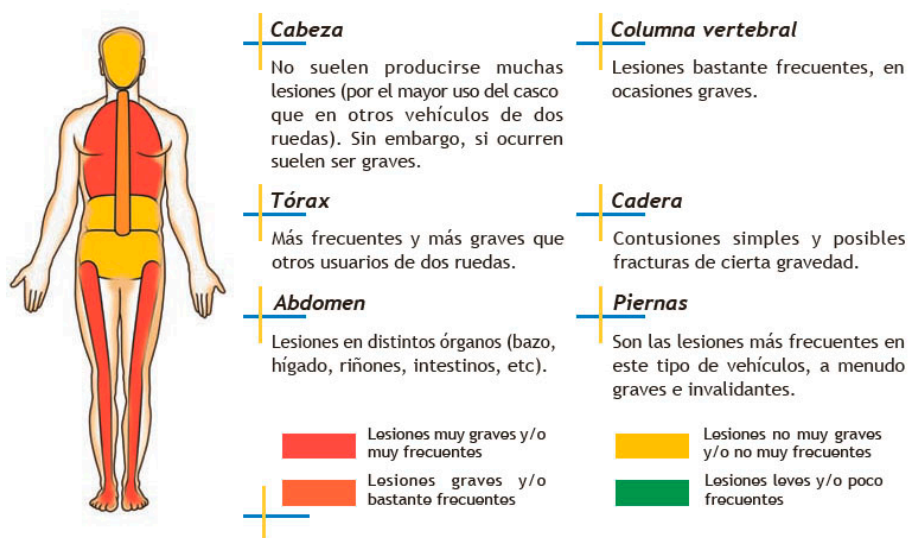 Cabeza
No suelen producirse muchas
lesiones (por el mayor uso del casco
que en otros vehículos de dos
ruedas). Sin embargo, si ocurren
suelen ser graves.
Columna vertebral
Lesiones bastante frecuentes, en
ocasiones graves.
Tórax
Más frecuentes y más graves que
otros usuarios de dos ruedas.
Cadera
Contusiones simples y posibles
fracturas de cierta gravedad.
Abdomen
Lesiones en distintos órganos (bazo,
hígado, riñones, intestinos, etc).
Piernas
Son las lesiones más frecuentes en
este tipo de vehículos, a menudo
graves e invalidantes.
Lesiones muy graves y/o
muy frecuentes
Lesiones graves y/o
bastante frecuentes
Lesiones no muy graves
y/o no muy frecuentes
Lesiones leves y/o poco
frecuentes